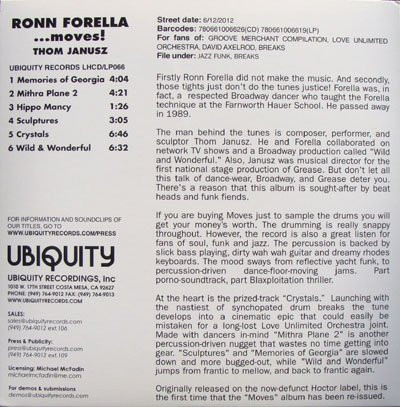 RONN FORELLA
...moves!
THOM JANUSZ
UBIQUITY RECORDS LHCD/LP066
1 Memories of Georgia 4:04
2 Mithra Plane 2 4:21
3 Hippo Mancy 1:26
4 Sculptures 3:05
5 Crystals 6:46
6 Wild & Wonderful 6:32
FOR INFORMATION AND SOUNDCLIPS OF
OUR TITLES, GO TO
WWW.UBIQUITYRECORDS.COM/PRESS
UBIQUITY
UBIQUITY RECORDINGS, Inc
1010 W. 17TH STREET COSTA MESA, CA 92627
PHONE: (949) 764-9012 FAX: (949) 764-9013
WWW.UBIQUITYRECORDS.COM
SALES:
sales@ubiquityrecords.com
(949) 764-9012 ext.106
Press & Publicity:
press@ubiquityrecords.com
(949) 764-9012 ext.109
Licensing: Michael McFadin
michaelmcfadin@me.com
For demos & submissions
demos@ubiquityrecords.com
Street date: 6/12/2012
Barcodes: 780661006626(CD) 780661006619(LP)
For fans of: GROOVE MERCHANT COMPILATION, LOVE UNLIMITED
ORCHESTRA, DAVID AXELROD, BREAKS
File under: JAZZ FUNK, BREAKS
Firstly Ronn Forella did not make the music. And secondly,
those tights just don't do the tunes justice! Forella was, in
fact, a respected Broadway dancer who taught the Forella
technique at the Farnworth Hauer School. He passed away
in 1989.
The man behind the tunes is composer, performer, and
sculptor Thom Janusz. He and Forella collaborated on
network TV shows and a Broadway production called "Wild
and Wonderful." Also, Janusz was musical director for the
first national stage production of Grease. But don't let all
this talk of dance-wear, Broadway, and Grease deter you.
There's a reason that this album is sought-after by beat
heads and funk fiends.
If you are buying Moves just to sample the drums you will
get your money's worth. The drumming is really snappy
throughout. However, the record is also a great listen for
fans of soul, funk and jazz. The percussion is backed by
slick bass playing, dirty wah wah guitar and dreamy rhodes
keyboards. The mood sways from reflective yacht funk, to
percussion-driven dance-floor-moving jams. Part
porno-soundtrack, part Blaxploitation thriller.
At the heart is the prized-track "Crystals." Launching with
the nastiest of synchopated drum breaks the tune
develops into a cinematic epic that could easily be
mistaken for a long-lost Love Unlimited Orchestra joint.
Made with dancers in-mind "Mithra Plane 2" is another
percussion-driven nugget that wastes no time getting into
gear. "Sculptures" and "Memories of Georgia" are slowed
down and more bugged-out, while "Wild and Wonderful"
jumps from frantic to mellow, and back to frantic again.
Originally released on the now-defunct Hoctor label, this is
the first time that the "Moves" album has been re-issued.